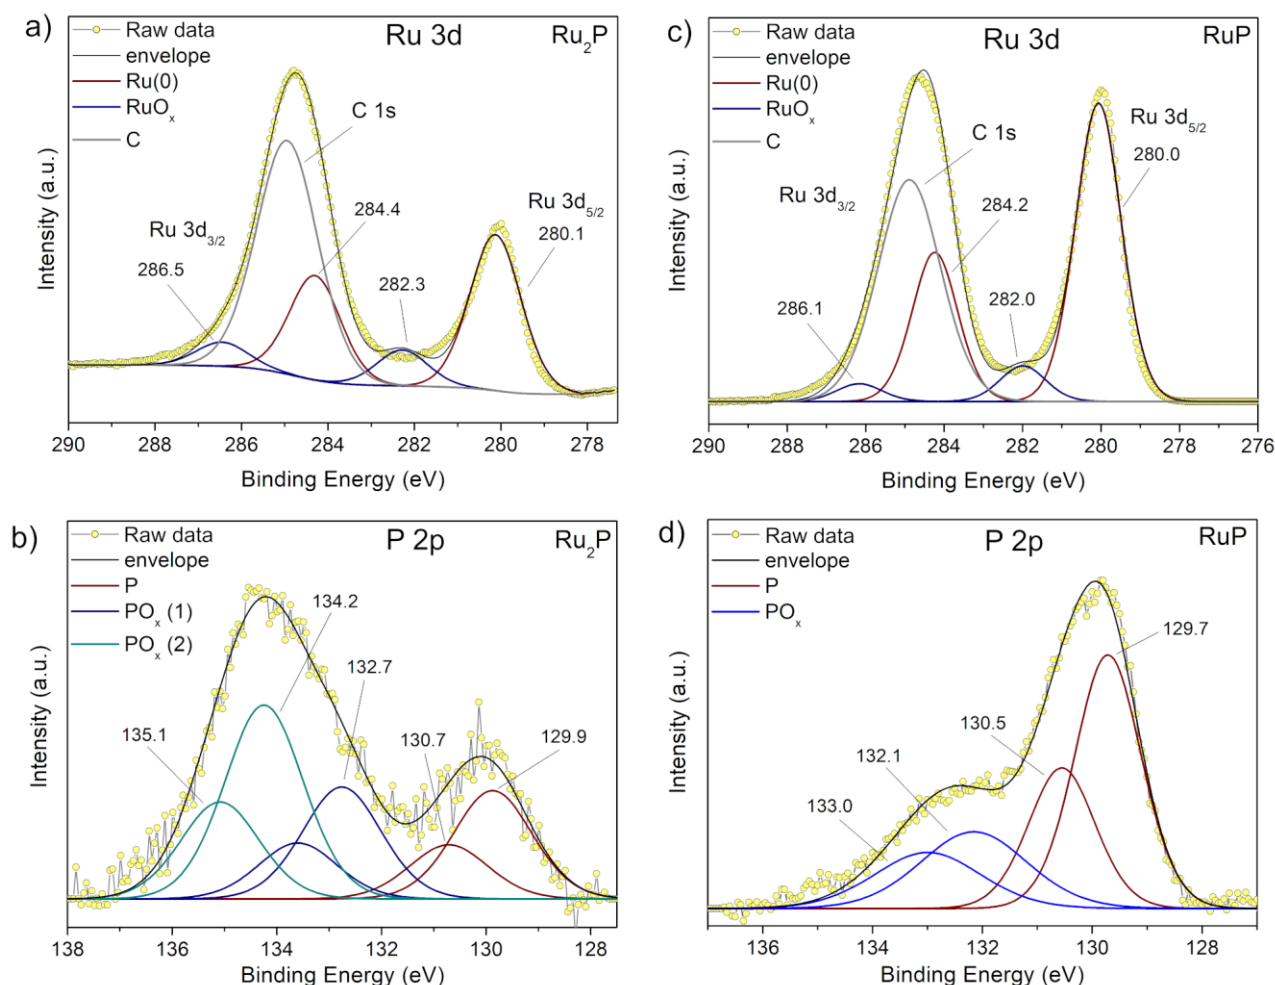 a)
Raw data
envelope
Ru(0)
RuOx
C
Ru 3d
Ru2P
C 1s
Ru 3d3/2
286.5
284.4
282.3
Ru 3d5/2
280.1
Intensity (a.u.)
290 288 286 284 282 280 278
Binding Energy (eV)
c)
Raw data
envelope
Ru(0)
RuOx
C
Ru 3d
RuP
C 1s
Ru 3d3/2
286.1
284.2
282.0
Ru 3d5/2
280.0
Intensity (a.u.)
290 288 286 284 282 280 278 276
Binding Energy (eV)
b)
Raw data
envelope
P
POx (1)
POx (2)
P 2p
Ru2P
135.1
134.2
132.7
130.7
129.9
Intensity (a.u.)
138 136 134 132 130 128
Binding Energy (eV)
d)
Raw data
envelope
P
POx
P 2p
RuP
133.0
132.1
130.5
129.7
Intensity (a.u.)
136 134 132 130 128
Binding Energy (eV)